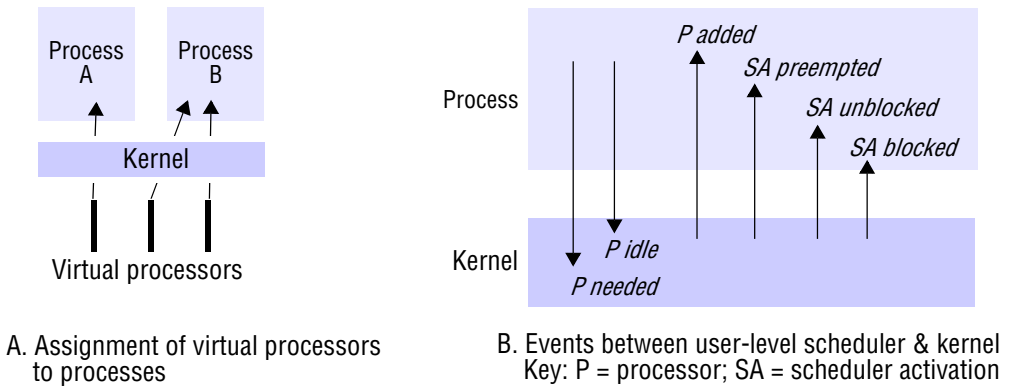 Process
A
Process
B
Kernel
Virtual processors
A. Assignment of virtual processors
to processes
Process
P added
SA preempted
SA unblocked
SA blocked
Kernel
P idle
P needed
B. Events between user-level scheduler & kernel
Key: P = processor; SA = scheduler activation